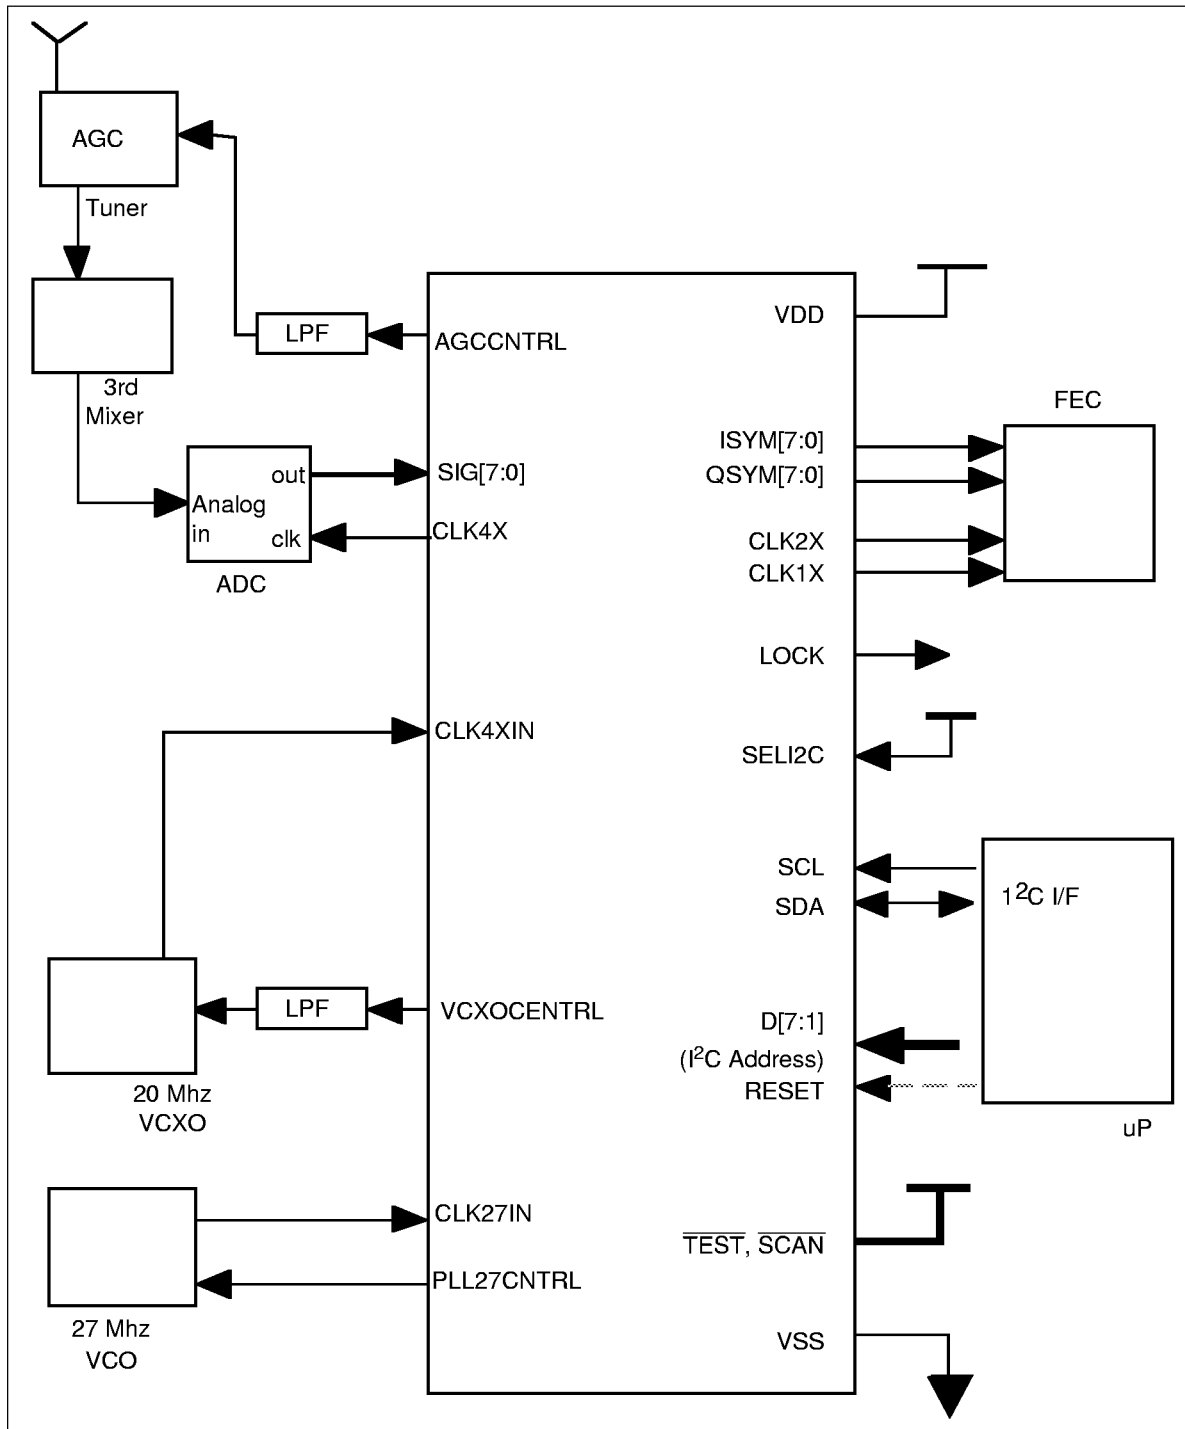 AGC
Tuner
3rd
Mixer
LPF
AGCCNTRL
out
Analog
in
clk
ADC
SIG[7:0]
CLK4X
CLK4XIN
LPF
VCXOCENTRL
20 Mhz
VCXO
CLK27IN
PLL27CNTRL
27 Mhz
VCO
VDD
FEC
ISYM[7:0]
QSYM[7:0]
CLK2X
CLK1X
LOCK
SELI2C
SCL
SDA
1²C I/F
D[7:1]
(I²C Address)
RESET
uP
TEST, SCAN
VSS